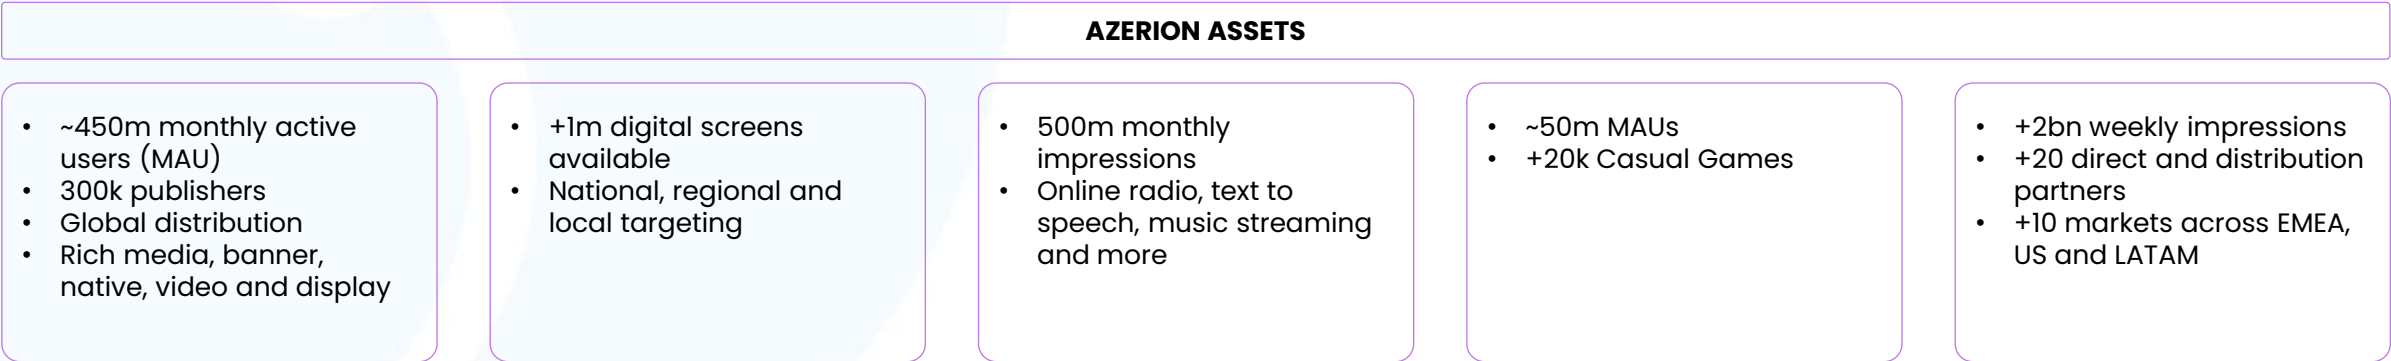 AZERION ASSETS
• ~450m monthly active
users (MAU)
• 300k publishers
• Global distribution
• Rich media, banner,
native, video and display
• +1m digital screens
available
• National, regional and
local targeting
• 500m monthly
impressions
• Online radio, text to
speech, music streaming
and more
• ~50m MAUs
• +20k Casual Games
• +2bn weekly impressions
• +20 direct and distribution
partners
• +10 markets across EMEA,
US and LATAM